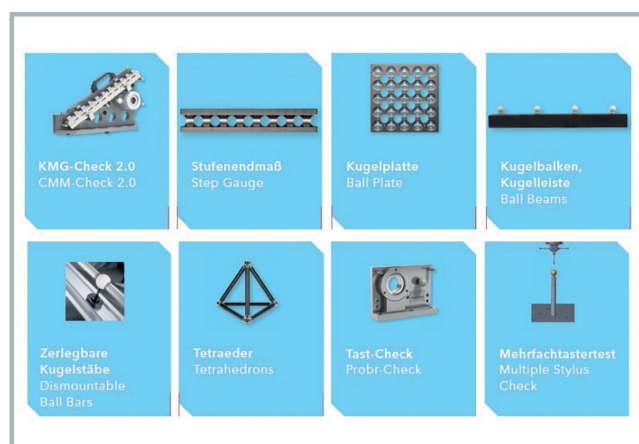 KMG-Check 2.0
CMM-Check 2.0
Stufenendmaß
Step Gauge
Kugelplatte
Ball Plate
Kugelbalken,
Kugelleiste
Ball Beams
Zerlegbare
Kugelstäbe
Dismountable
Ball Bars
Tetraeder
Tetrahedrons
Tast-Check
Probr-Check
Mehrfachtastertest
Multiple Stylus
Check